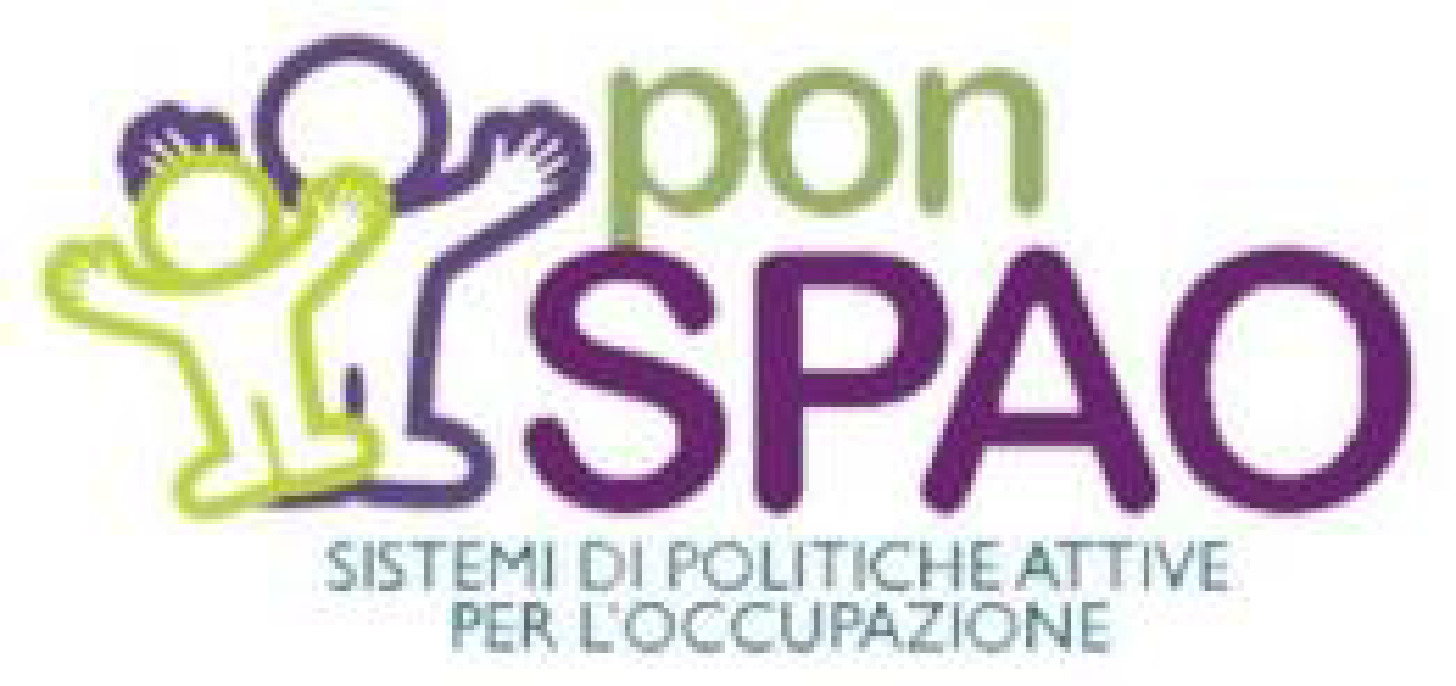 pon
SPAO
SISTEMI DI POLITICHE ATTIVE
PER L'OCCUPAZIONE